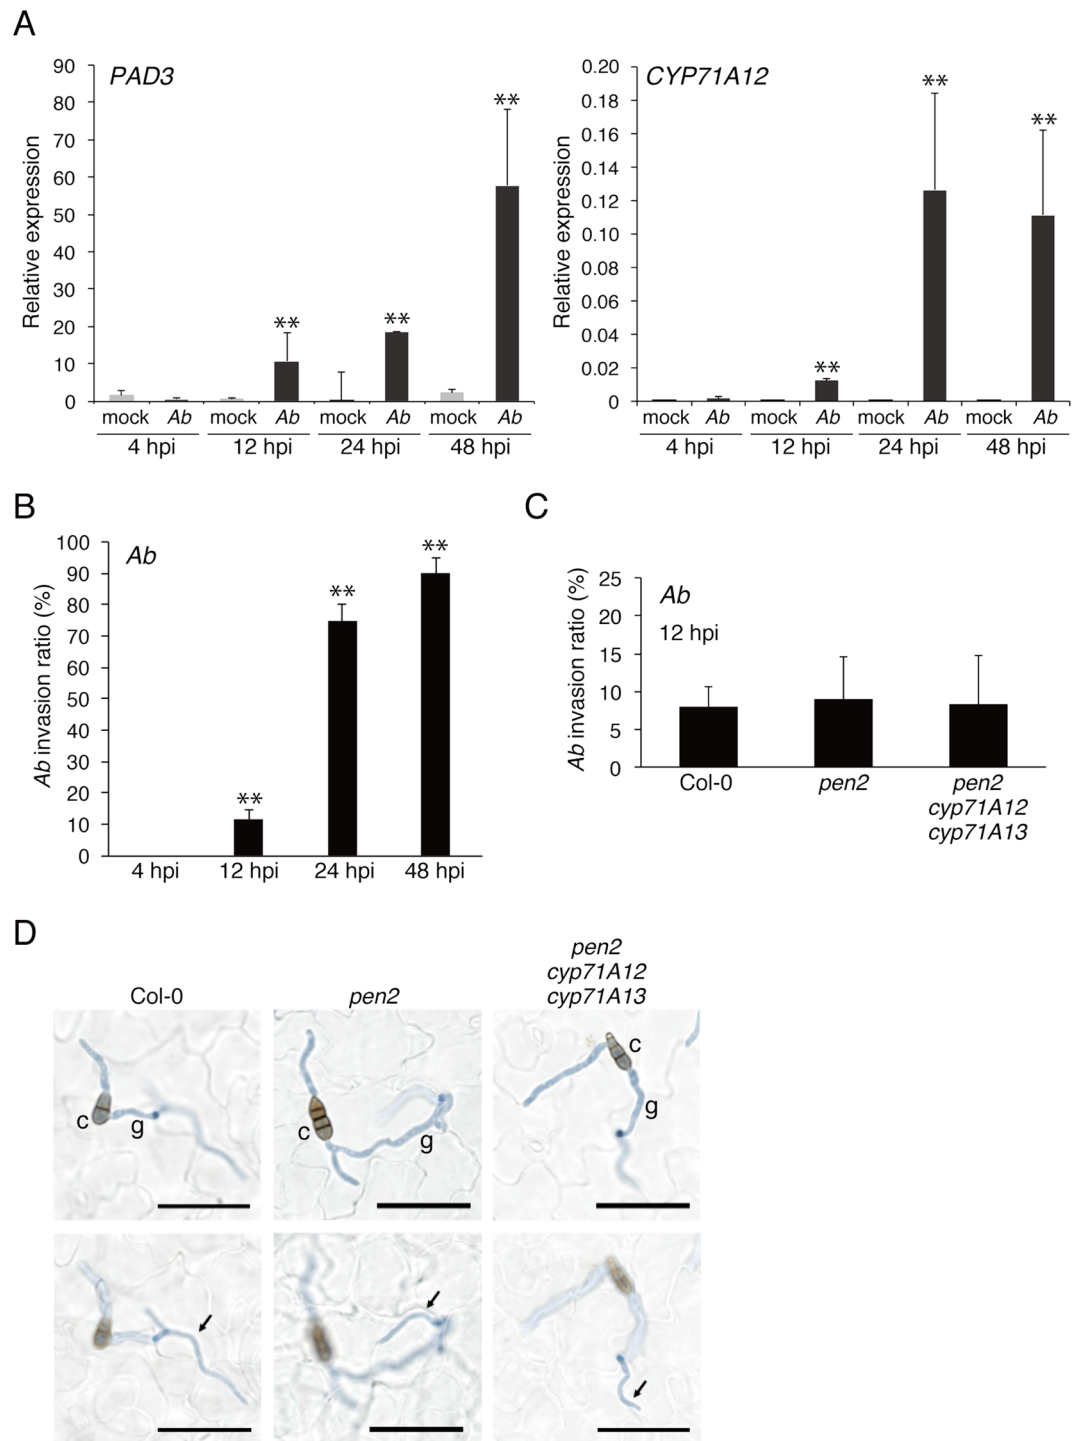 A
PAD3
Relative expression
90
80
70
60
50
40
30
20
10
0
**
**
**
mock Ab mock Ab mock Ab mock Ab
4 hpi 12 hpi 24 hpi 48 hpi
CYP71A12
Relative expression
0.20
0.18
0.16
0.14
0.12
0.10
0.08
0.06
0.04
0.02
0
**
**
**
mock Ab mock Ab mock Ab mock Ab
4 hpi 12 hpi 24 hpi 48 hpi
B
Ab
Ab invasion ratio (%)
100
90
80
70
60
50
40
30
20
10
0
**
**
**
4 hpi 12 hpi 24 hpi 48 hpi
C
Ab
12 hpi
Ab invasion ratio (%)
25
20
15
10
5
0
Col-0 pen2 pen2
cyp71A12
cyp71A13
D
Col-0 pen2 pen2
cyp71A12
cyp71A13
c g
c g
c g